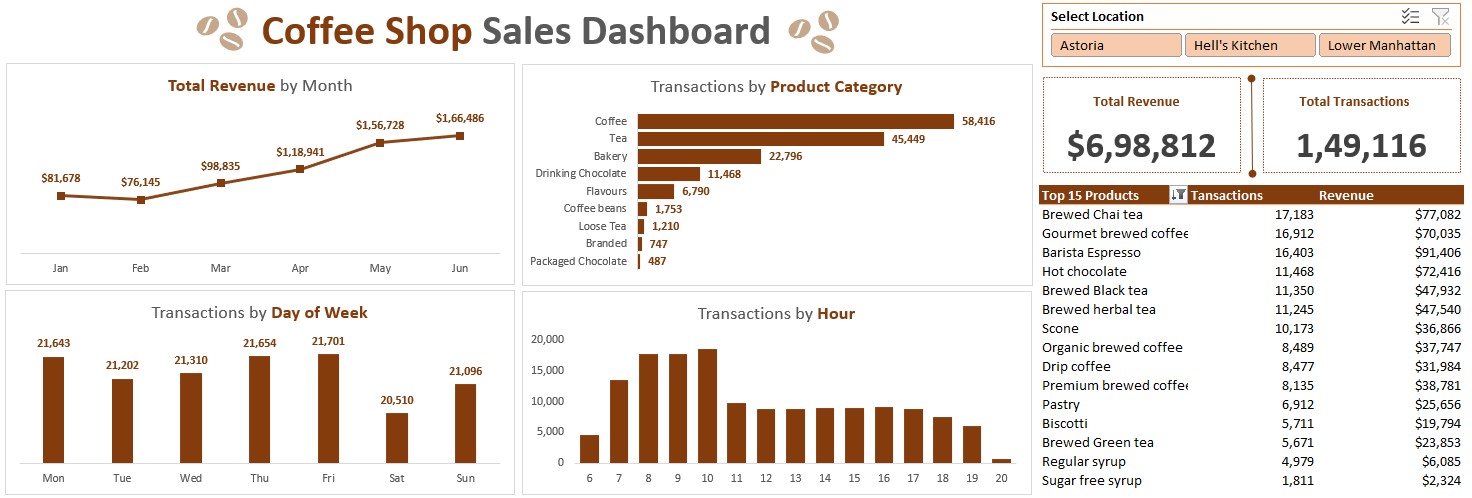 Coffee Shop Sales Dashboard
Select Location
Astoria
Hell's Kitchen
Lower Manhattan
Total Revenue by Month
$81,678
$76,145
$98,835
$1,18,941
$1,56,728
$1,66,486
Jan Feb Mar Apr May Jun
Transactions by Product Category
Coffee 58,416
Tea 45,449
Bakery 22,796
Drinking Chocolate 11,468
Flavours 6,790
Coffee beans 1,753
Loose Tea 1,210
Branded 747
Packaged Chocolate 487
Total Revenue
$6,98,812
Total Transactions
1,49,116
Transactions by Day of Week
21,643 21,202 21,310 21,654 21,701 20,510 21,096
Mon Tue Wed Thu Fri Sat Sun
Transactions by Hour
20,000
15,000
10,000
5,000
0
6 7 8 9 10 11 12 13 14 15 16 17 18 19 20
Top 15 Products Tansactions Revenue
Brewed Chai tea 17,183 $77,082
Gourmet brewed coffee 16,912 $70,035
Barista Espresso 16,403 $91,406
Hot chocolate 11,468 $72,416
Brewed Black tea 11,350 $47,932
Brewed herbal tea 11,245 $47,540
Scone 10,173 $36,866
Organic brewed coffee 8,489 $37,747
Drip coffee 8,477 $31,984
Premium brewed coffee 8,135 $38,781
Pastry 6,912 $25,656
Biscotti 5,711 $19,794
Brewed Green tea 5,671 $23,853
Regular syrup 4,979 $6,085
Sugar free syrup 1,811 $2,324